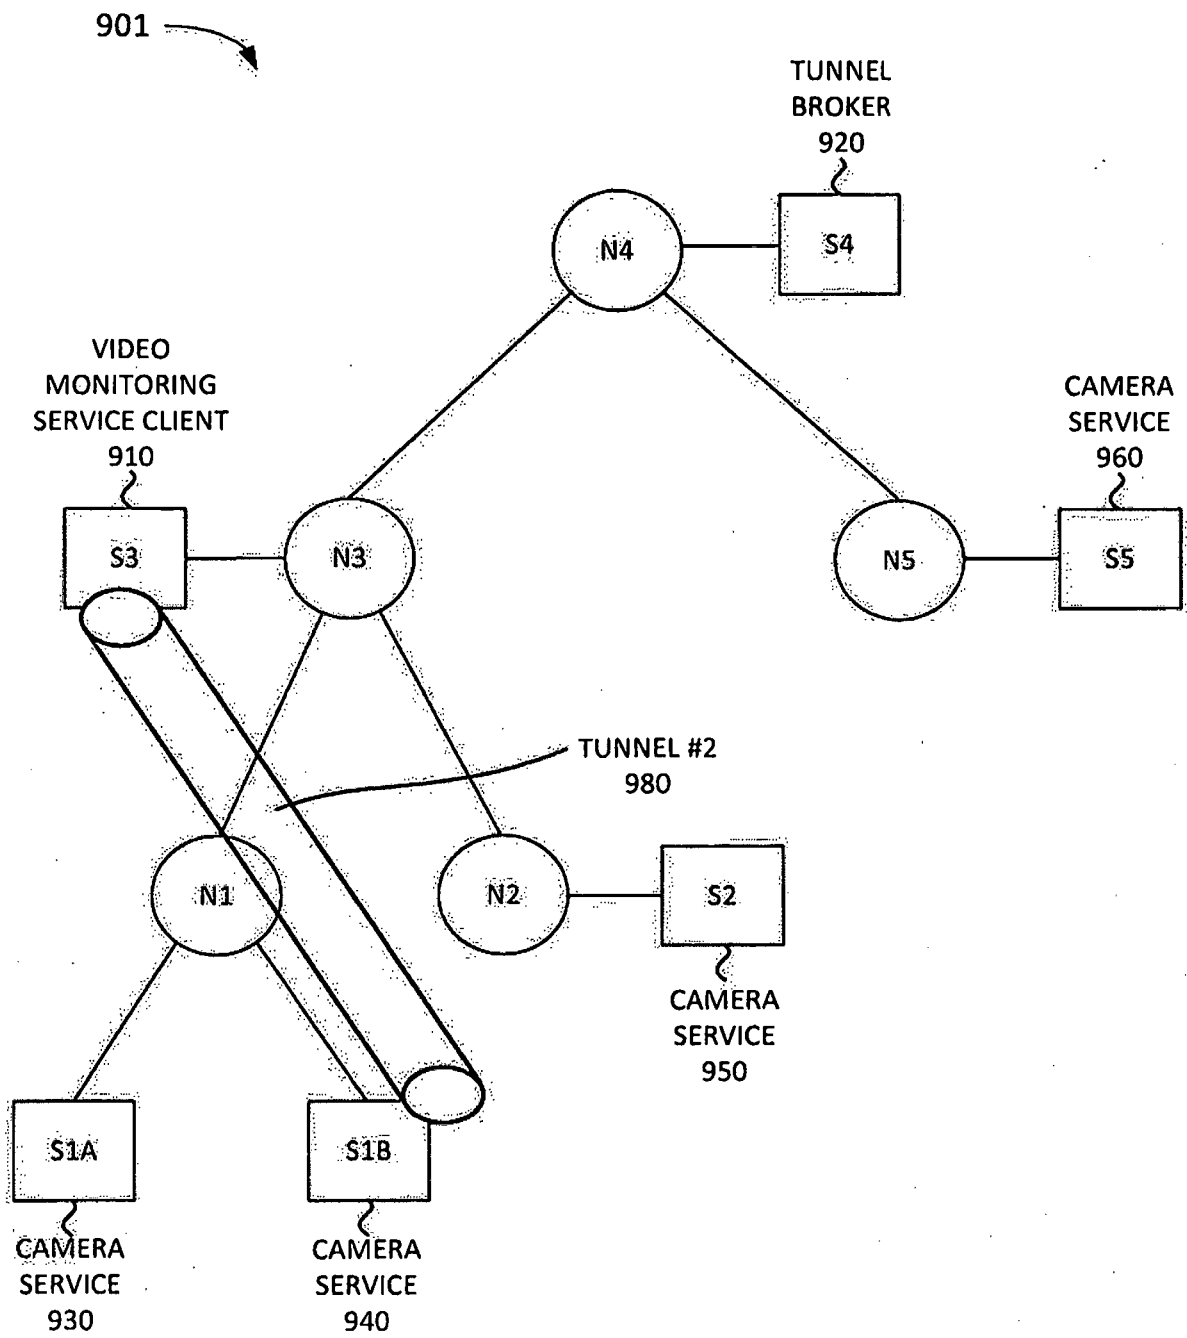 901
TUNNEL
BROKER
920
N4
S4
VIDEO
MONITORING
SERVICE CLIENT
910
CAMERA
SERVICE
960
S3
N3
N5
S5
TUNNEL #2
980
N1
N2
S2
CAMERA
SERVICE
950
S1A
S1B
CAMERA
SERVICE
930
CAMERA
SERVICE
940